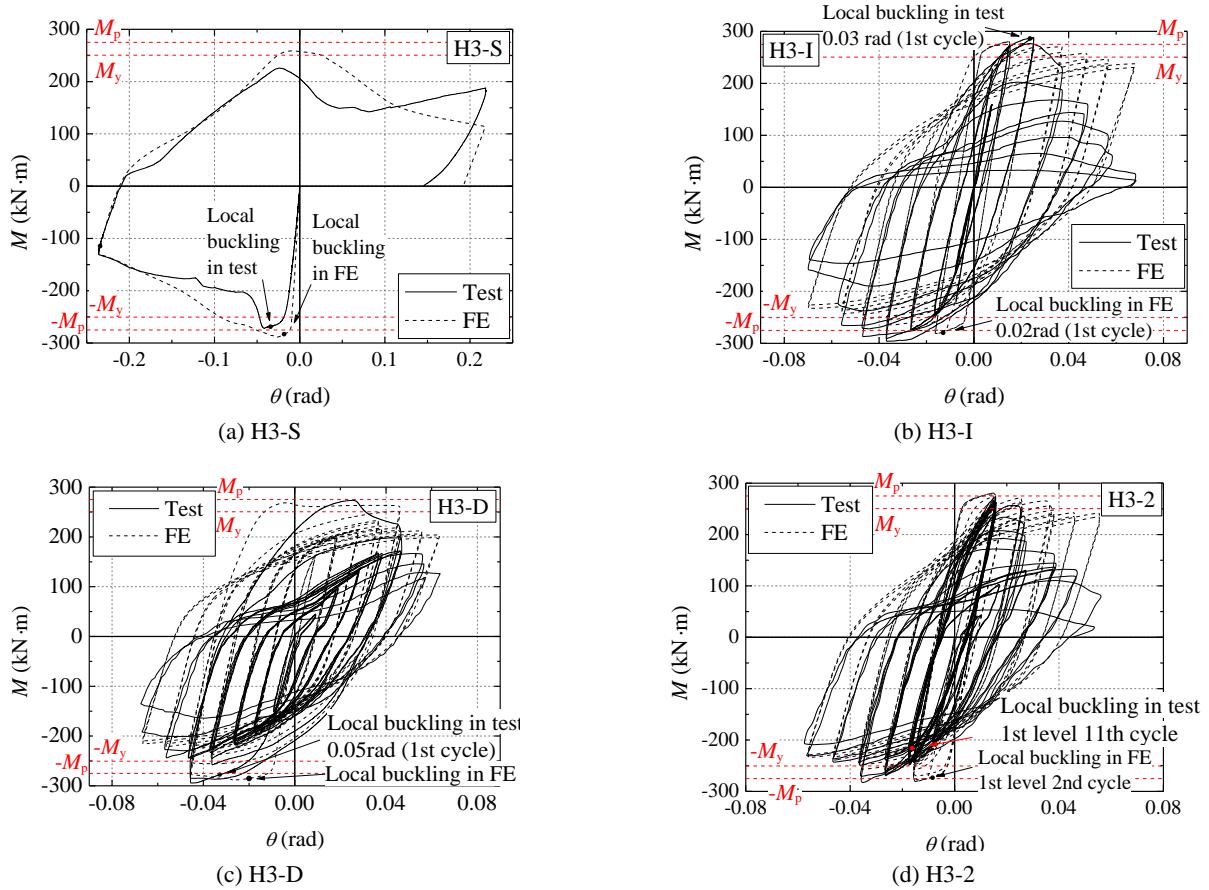 300
200
100
0
-100
-200
-300
M (kN·m)
Mp
My
-My
-Mp
H3-S
Local
buckling
in test
Local
buckling
in FE
Test
FE
-0.2
-0.1
0.0
0.1
0.2
θ (rad)
(a) H3-S
Local buckling in test
0.03 rad (1st cycle)
300
200
100
0
-100
-200
-300
M (kN·m)
H3-I
Mp
My
-My
-Mp
Test
FE
Local buckling in FE
0.02rad (1st cycle)
-0.08
-0.04
0.00
0.04
0.08
θ (rad)
(b) H3-I
300
200
100
0
-100
-200
-300
M (kN·m)
Test
FE
Mp
My
H3-D
-My
-Mp
Local buckling in test
0.05rad (1st cycle)
Local buckling in FE
-0.08
-0.04
0.00
0.04
0.08
θ (rad)
(c) H3-D
300
200
100
0
-100
-200
-300
M (kN·m)
Test
FE
Mp
My
H3-2
-My
-Mp
Local buckling in test
1st level 11th cycle
Local buckling in FE
1st level 2nd cycle
-0.08
-0.04
0.00
0.04
0.08
θ (rad)
(d) H3-2